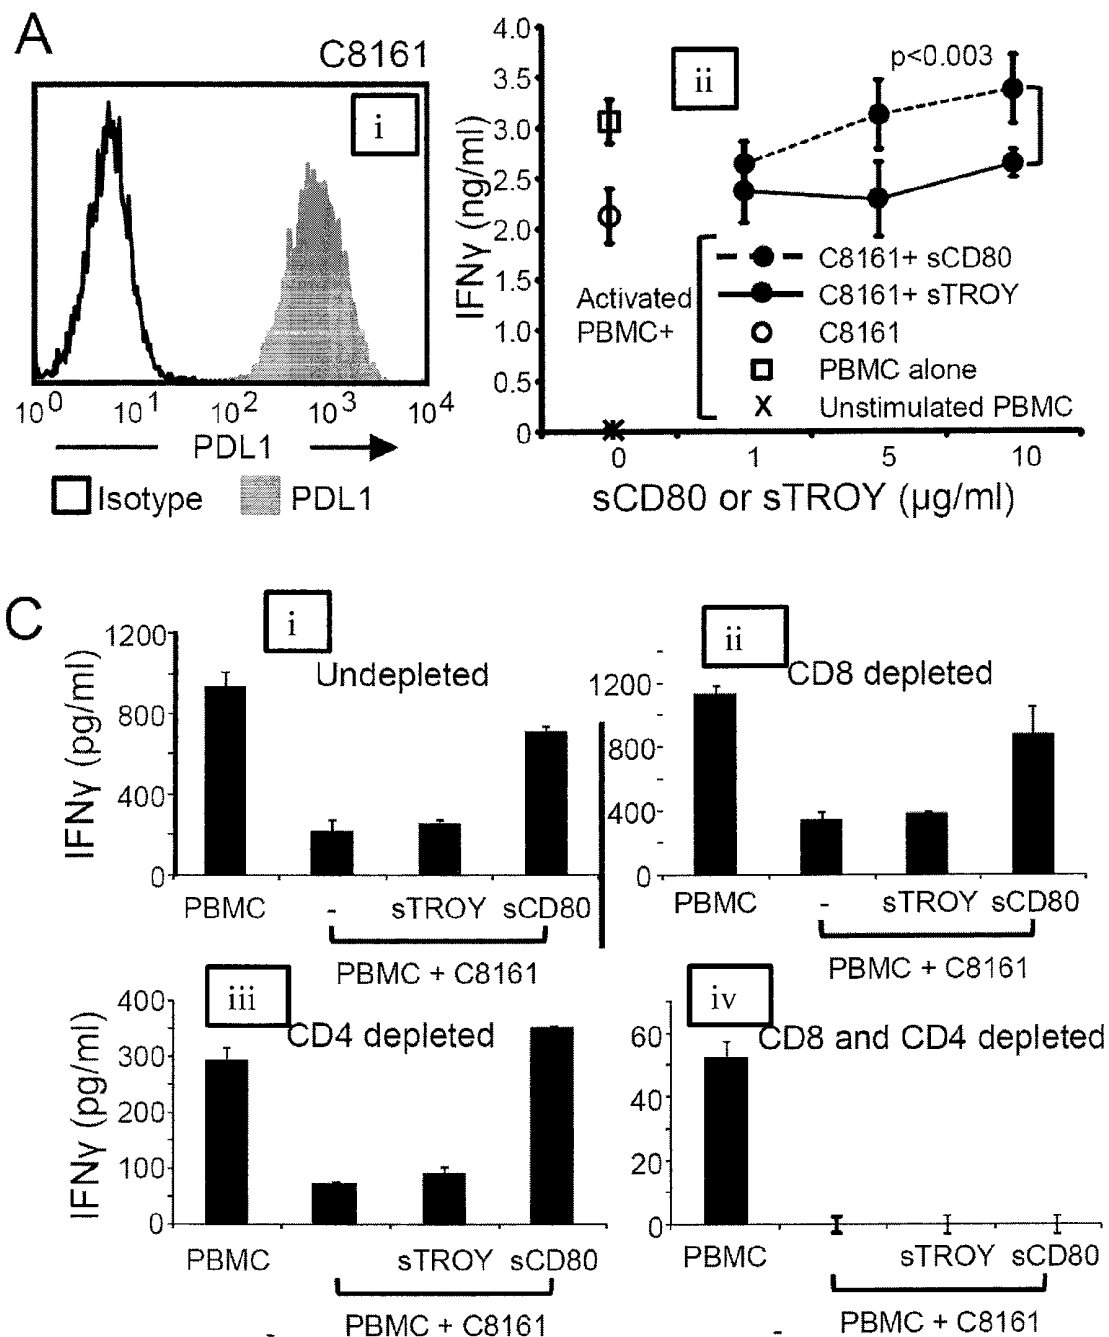 A
C8161
i
10^0 10^1 10^2 10^3 10^4
PDL1
Isotype PDL1
ii
p<0.003
IFNγ (ng/ml)
4.0
3.5
3.0
2.5
2.0
1.5
1.0
0.5
0
Activated
PBMC+
C8161+ sCD80
C8161+ sTROY
C8161
PBMC alone
Unstimulated PBMC
0 1 5 10
sCD80 or sTROY (µg/ml)
C
i
Undepleted
IFNγ (pg/ml)
1200
800
400
0
PBMC - sTROY sCD80
PBMC + C8161
ii
CD8 depleted
1200
800
400
0
PBMC - sTROY sCD80
PBMC + C8161
iii
CD4 depleted
IFNγ (pg/ml)
400
300
200
100
0
PBMC sTROY sCD80
PBMC + C8161
-
iv
CD8 and CD4 depleted
60
40
20
0
PBMC sTROY sCD80
PBMC + C8161
-